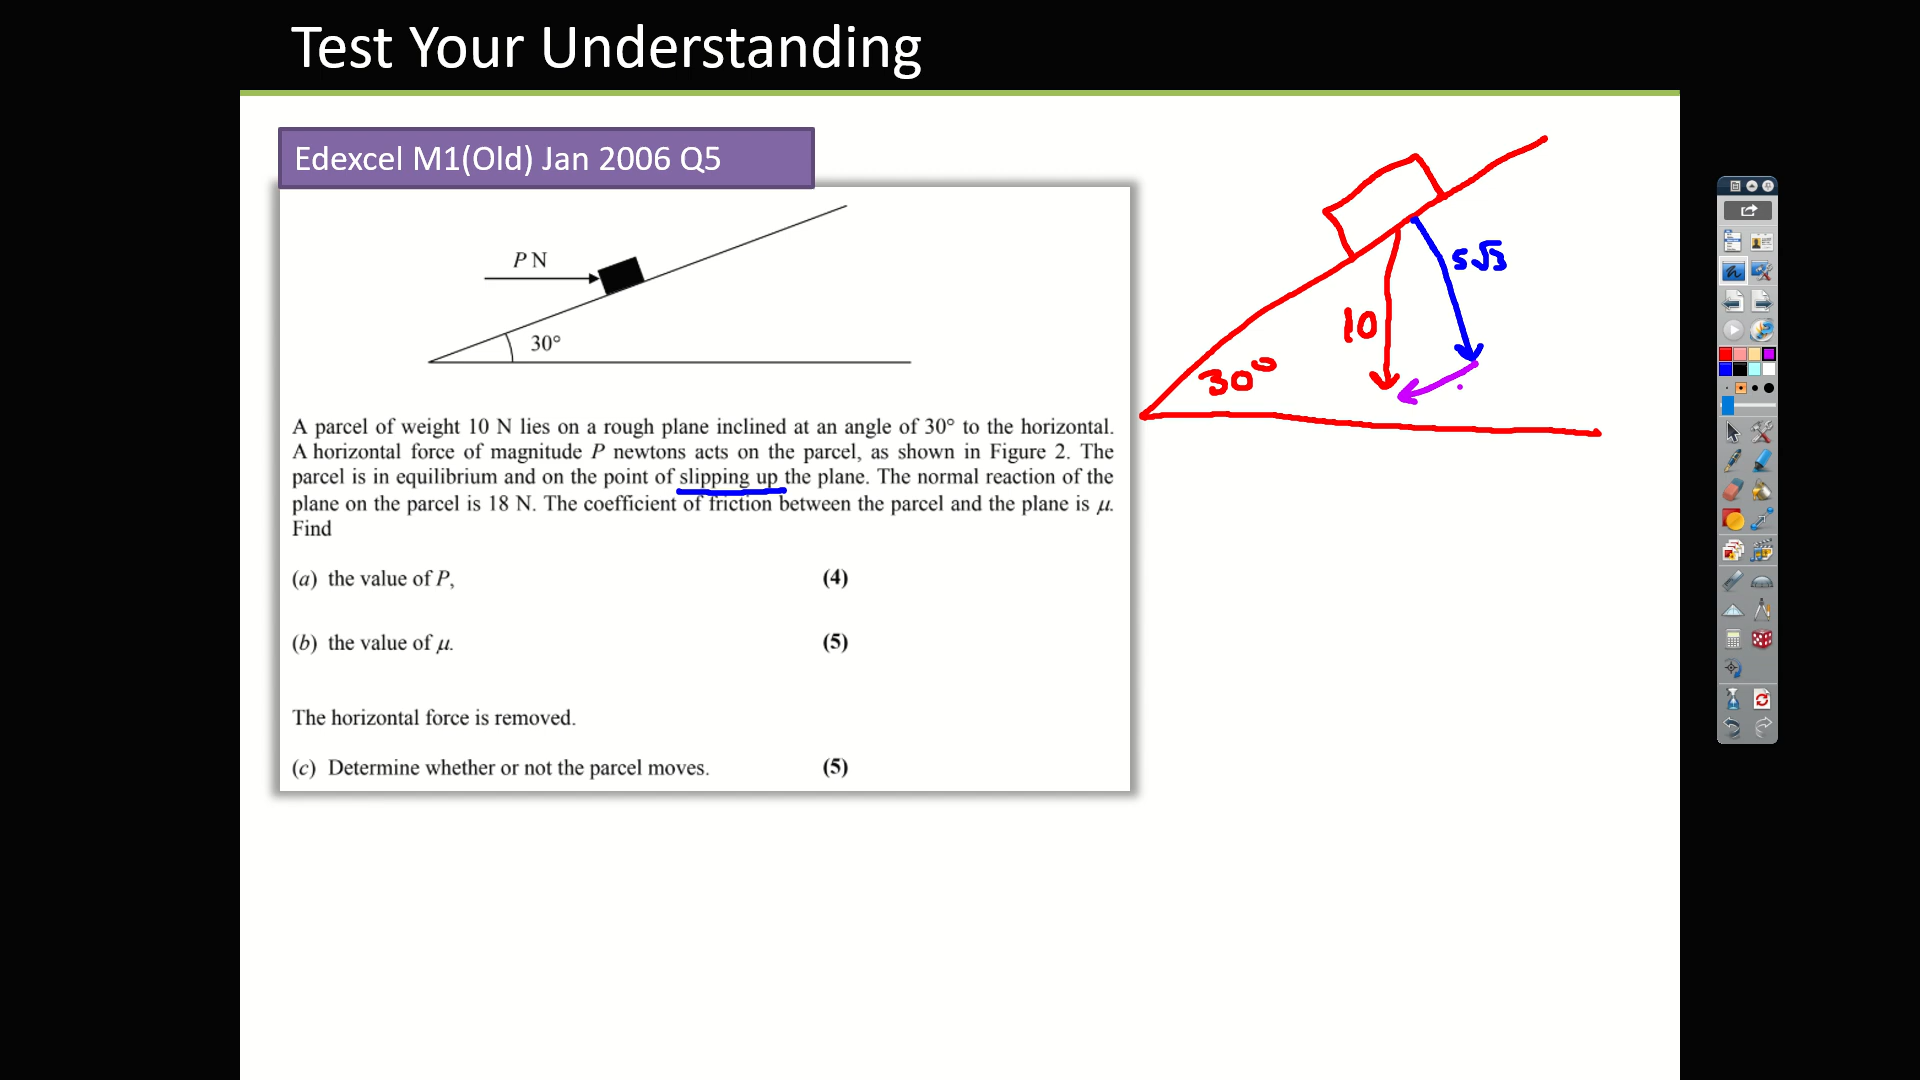 Test Your Understanding
Edexcel M1(Old) Jan 2006 Q5
P N
30°
A parcel of weight 10 N lies on a rough plane inclined at an angle of 30° to the horizontal.
A horizontal force of magnitude P newtons acts on the parcel, as shown in Figure 2. The
parcel is in equilibrium and on the point of slipping up the plane. The normal reaction of the
plane on the parcel is 18 N. The coefficient of friction between the parcel and the plane is μ.
Find
(a) the value of P, (4)
(b) the value of μ. (5)
The horizontal force is removed.
(c) Determine whether or not the parcel moves. (5)
5√3
10
30°